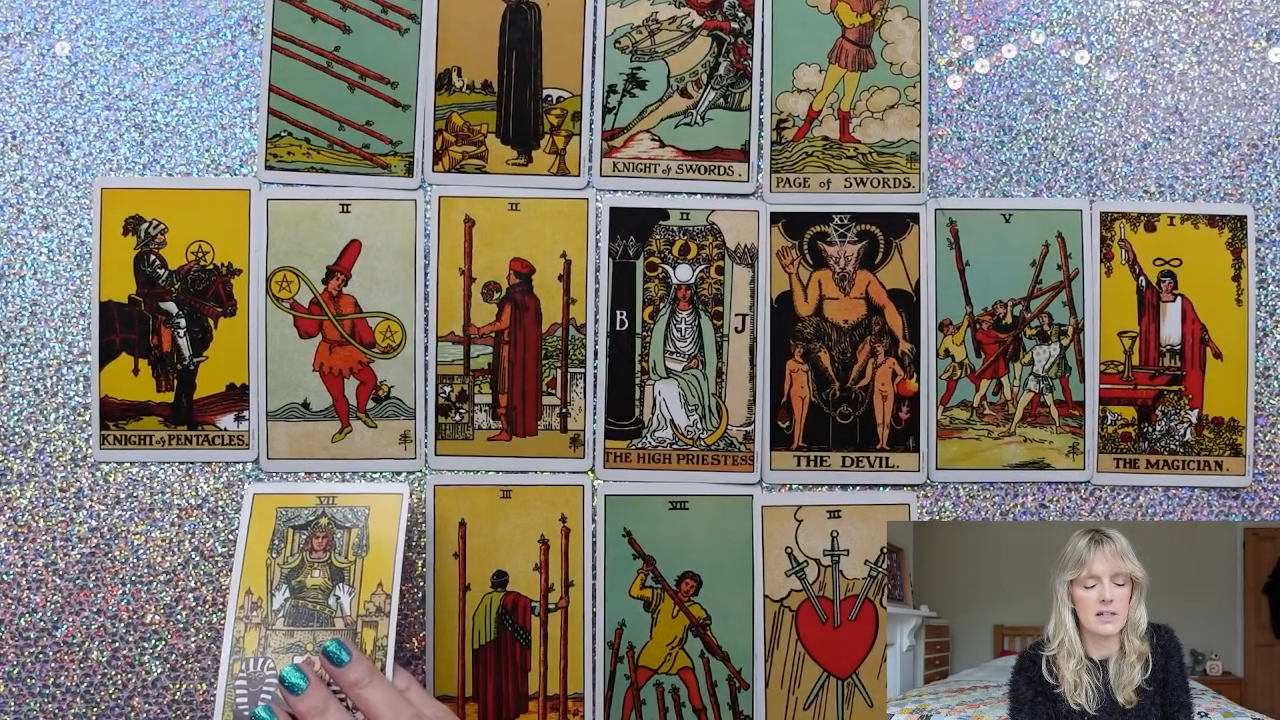 KNIGHT of SWORDS.
PAGE of SWORDS.
II
II
II
XV
V
I
B
J
KNIGHT of PENTACLES.
THE HIGH PRIESTESS
THE DEVIL.
THE MAGICIAN.
VII
III
VII
III